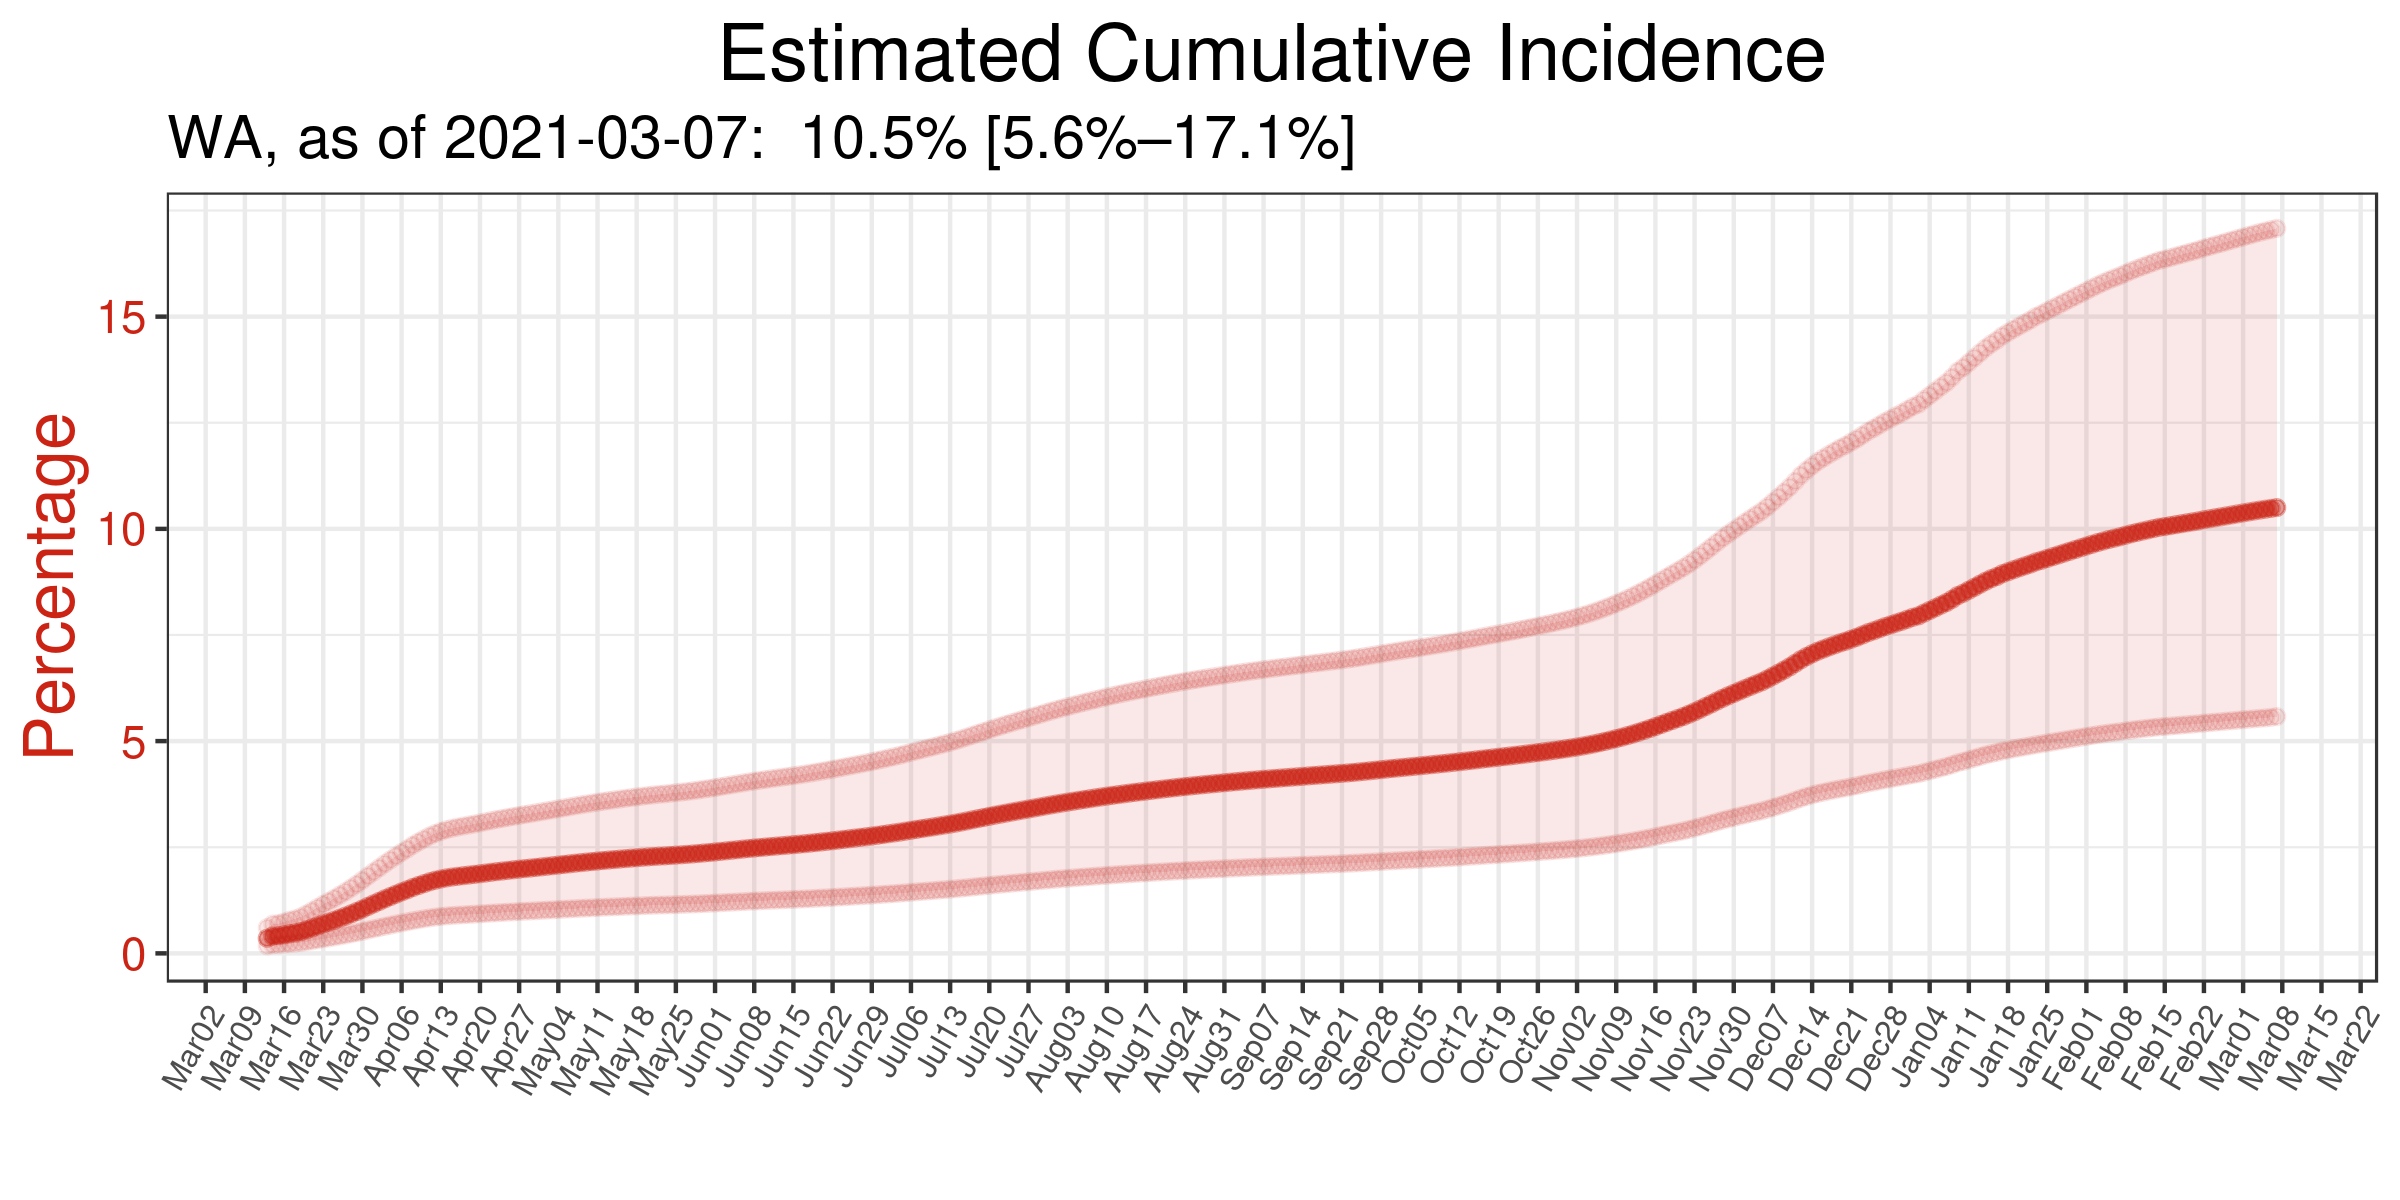 Estimated Cumulative Incidence
WA, as of 2021-03-07:  10.5% [5.6%–17.1%]
Percentage
15
10
5
0
Mar02
Mar09
Mar16
Mar23
Mar30
Apr06
Apr13
Apr20
Apr27
May04
May11
May18
May25
Jun01
Jun08
Jun15
Jun22
Jun29
Jul06
Jul13
Jul20
Jul27
Aug03
Aug10
Aug17
Aug24
Aug31
Sep07
Sep14
Sep21
Sep28
Oct05
Oct12
Oct19
Oct26
Nov02
Nov09
Nov16
Nov23
Nov30
Dec07
Dec14
Dec21
Dec28
Jan04
Jan11
Jan18
Jan25
Feb01
Feb08
Feb15
Feb22
Mar01
Mar08
Mar15
Mar22